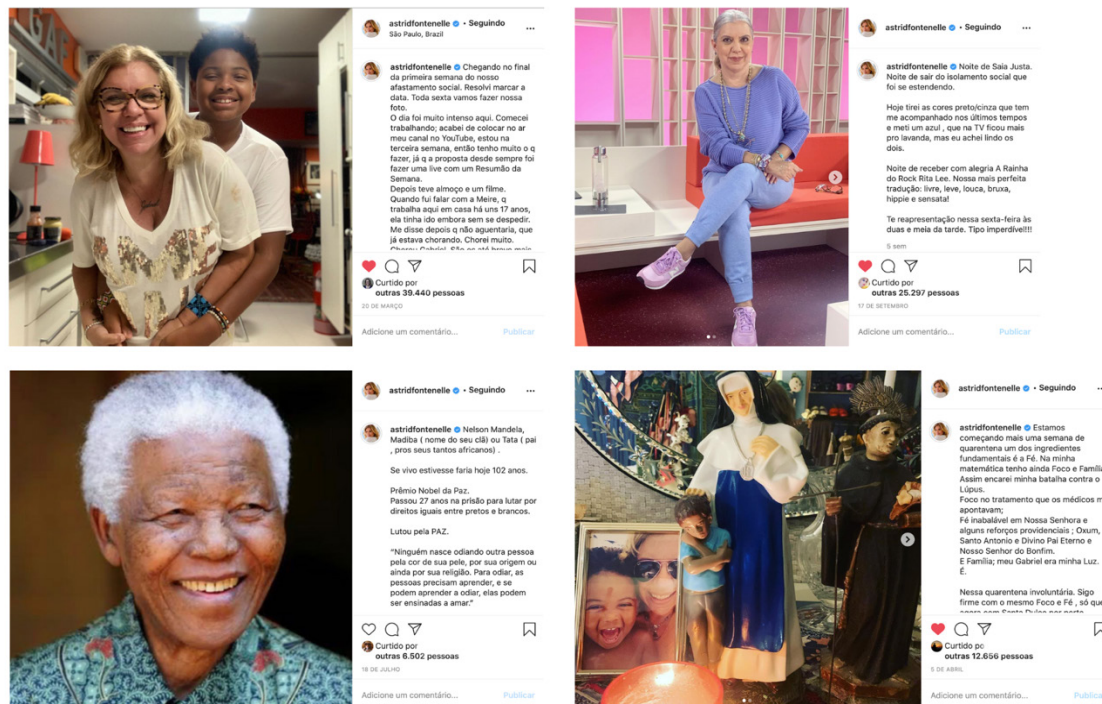 GAE
astridfontenelle • Seguindo
São Paulo, Brazil
astridfontenelle Chegando no final
da primeira semana do nosso
afastamento social. Resolvi marcar a
data. Toda sexta vamos fazer nossa
foto.
O dia foi muito intenso aqui. Comecei
trabalhando; acabei de colocar no ar
meu canal no YouTube, estou na
terceira semana, então tenho muito o q
fazer, já q a proposta desde sempre foi
fazer uma live com um Resumão da
Semana.
Depois teve almoço e um filme.
Quando fui falar com a Meire, q
trabalha aqui em casa há uns 17 anos,
ela tinha ido embora sem se despedir.
Me disse depois q não aguentaria, que
já estava chorando. Chorei muito.
Curtido por
outras 39.440 pessoas
20 DE MARÇO
Adicione um comentário...
Publicar
astridfontenelle • Seguindo
astridfontenelle Noite de Saia Justa.
Noite de sair do isolamento social que
foi se estendendo.
Hoje tirei as cores preto/cinza que tem
me acompanhado nos últimos tempos
e meti um azul , que na TV ficou mais
pro lavanda, mas eu achei lindo os
dois.
Noite de receber com alegria A Rainha
do Rock Rita Lee. Nossa mais perfeita
tradução: livre, leve, louca, bruxa,
hippie e sensata!
Te reapresentação nessa sexta-feira às
duas e meia da tarde. Tipo imperdível!!!
5 sem
Curtido por
outras 25.297 pessoas
17 DE SETEMBRO
Adicione um comentário...
Publicar
astridfontenelle • Seguindo
astridfontenelle Nelson Mandela,
Madiba ( nome do seu clã) ou Tata ( pai
, pros seus tantos africanos) .
Se vivo estivesse faria hoje 102 anos.
Prêmio Nobel da Paz.
Passou 27 anos na prisão para lutar por
direitos iguais entre pretos e brancos.
Lutou pela PAZ.
“Ninguém nasce odiando outra pessoa
pela cor de sua pele, por sua origem ou
ainda por sua religião. Para odiar, as
pessoas precisam aprender, e se
podem aprender a odiar, elas podem
ser ensinadas a amar.”
Curtido por
outras 6.502 pessoas
18 DE JULHO
Adicione um comentário...
Publicar
astridfontenelle • Seguindo
astridfontenelle Estamos
começando mais uma semana de
quarentena um dos ingredientes
fundamentais é a Fé. Na minha
matemática tenho ainda Foco e Família
Assim encarei minha batalha contra o
Lúpus.
Foco no tratamento que os médicos m
apontavam;
Fé inabalável em Nossa Senhora e
alguns reforços providenciais ; Oxum,
Santo Antonio e Divino Pai Eterno e
Nosso Senhor do Bonfim.
E Família; meu Gabriel era minha Luz.
É.
Nessa quarentena involuntária. Sigo
firme com o mesmo Foco e Fé , só que
Curtido por
outras 12.656 pessoas
5 DE ABRIL
Adicione um comentário...
Publica